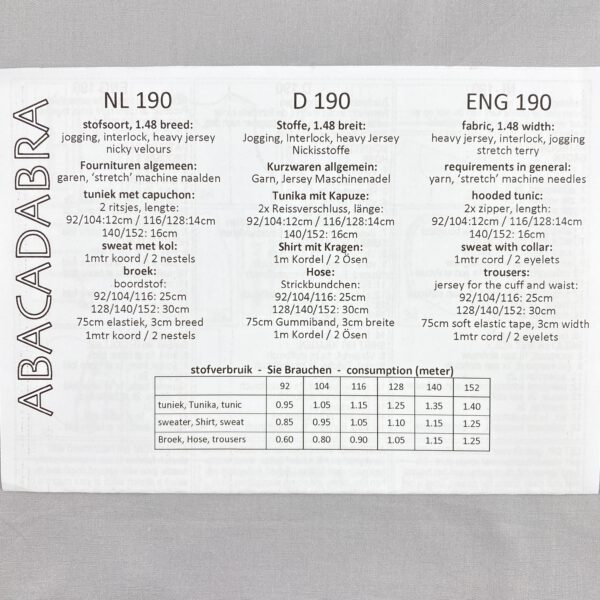 ABACADABRA
NL 190
stofsoort, 1.48 breed:
jogging, interlock, heavy jersey
nicky velours
Fournituren algemeen:
garen, ‘stretch’ machine naalden
tuniek met capuchon:
2 ritsjes, lengte:
92/104:12cm / 116/128:14cm
140/152: 16cm
sweat met kol:
1mtr koord / 2 nestels
broek:
boordstof:
92/104/116: 25cm
128/140/152: 30cm
75cm elastiek, 3cm breed
1mtr koord / 2 nestels
D 190
Stoffe, 1.48 breit:
Jogging, Interlock, heavy Jersey
Nickisstoffe
Kurzwaren allgemein:
Garn, Jersey Maschinenadel
Tunika mit Kapuze:
2x Reissverschluss, länge:
92/104:12cm / 116/128:14cm
140/152: 16cm
Shirt mit Kragen:
1m Kordel / 2 Ösen
Hose:
Strickbundchen:
92/104/116: 25cm
128/140/152: 30cm
75cm Gummiband, 3cm breite
1m Kordel / 2 Ösen
ENG 190
fabric, 1.48 width:
heavy jersey, interlock, jogging
stretch terry
requirements in general:
yarn, ‘stretch’ machine needles
hooded tunic:
2x zipper, length:
92/104:12cm / 116/128:14cm
140/152: 16cm
sweat with collar:
1mtr cord / 2 eyelets
trousers:
jersey for the cuff and waist:
92/104/116: 25cm
128/140/152: 30cm
75cm soft elastic tape, 3cm width
1mtr cord / 2 eyelets
stofverbruik - Sie Brauchen - consumption (meter)
92 104 116 128 140 152
tuniek, Tunika, tunic 0.95 1.05 1.15 1.25 1.35 1.40
sweater, Shirt, sweat 0.85 0.95 1.05 1.10 1.15 1.25
Broek, Hose, trousers 0.60 0.80 0.90 1.05 1.15 1.25